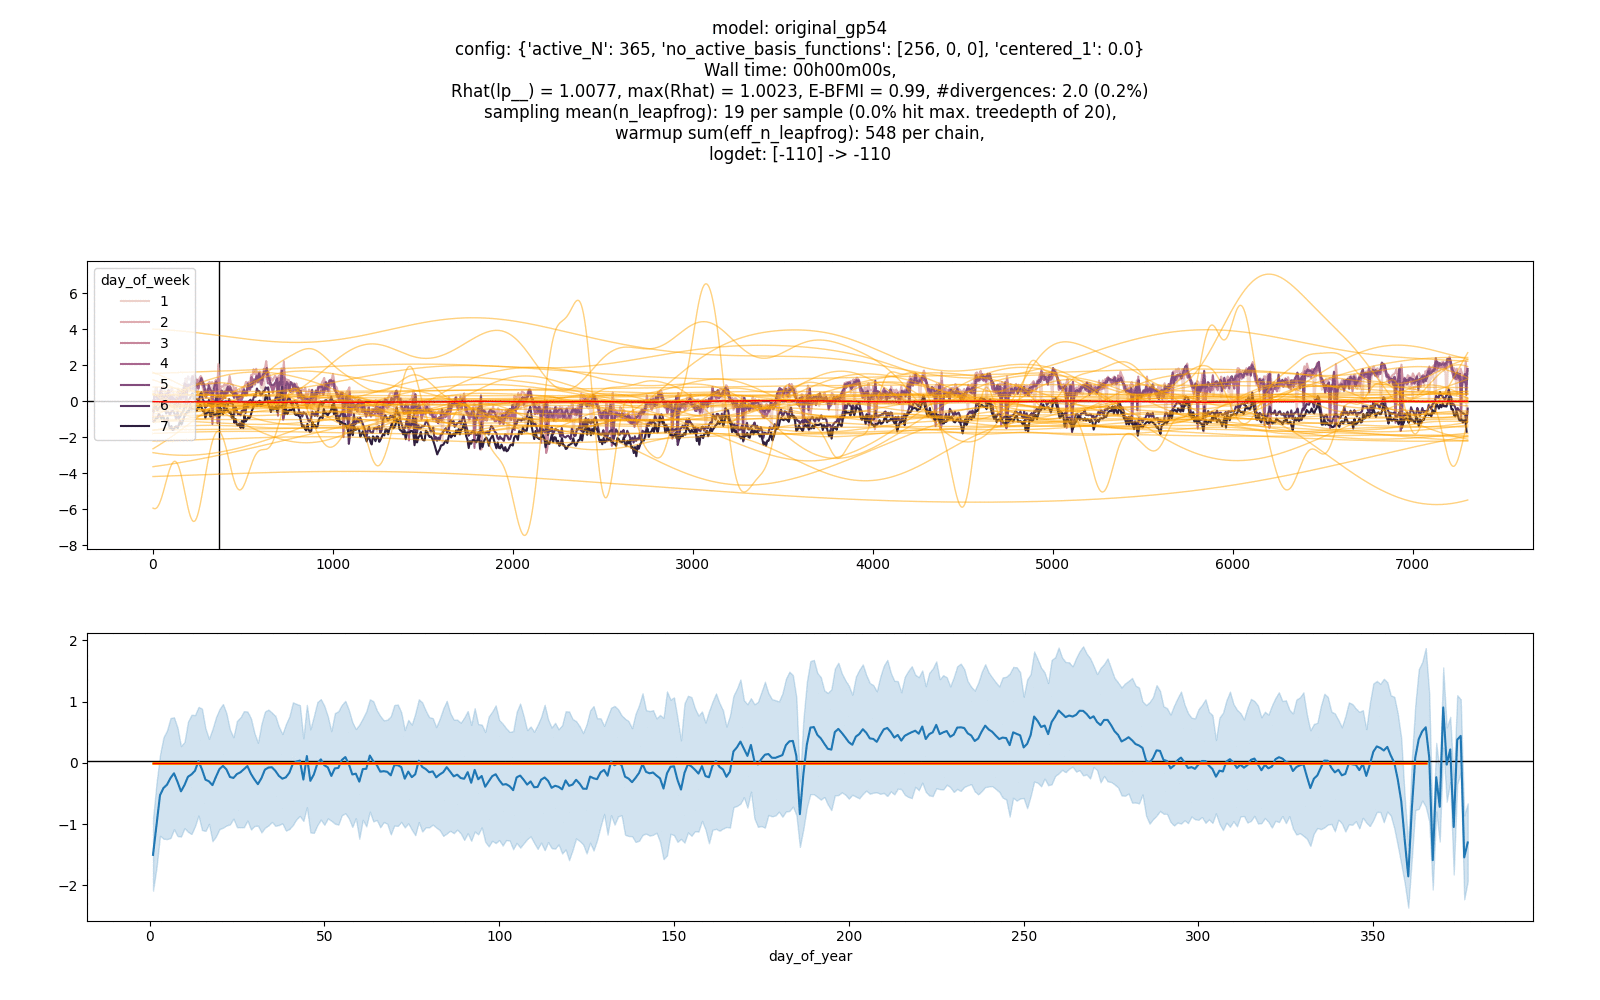 model: original_gp54
config: {'active_N': 365, 'no_active_basis_functions': [256, 0, 0], 'centered_1': 0.0}
Wall time: 00h00m00s,
Rhat(lp__) = 1.0077, max(Rhat) = 1.0023, E-BFMI = 0.99, #divergences: 2.0 (0.2%)
sampling mean(n_leapfrog): 19 per sample (0.0% hit max. treedepth of 20),
warmup sum(eff_n_leapfrog): 548 per chain,
logdet: [-110] -> -110
day_of_week
1
2
3
4
5
6
7
6
4
2
0
−2
−4
−6
−8
0 1000 2000 3000 4000 5000 6000 7000
2
1
0
−1
−2
0 50 100 150 200 250 300 350
day_of_year